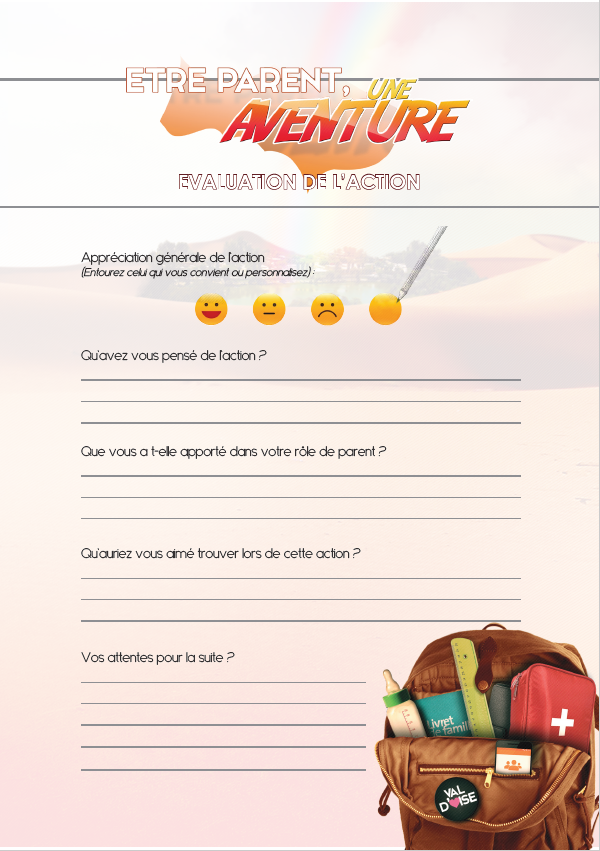 ETRE PARENT, UNE
AVENTURE
EVALUATION DE L'ACTION
Appréciation générale de l'action
(Entourez celui qui vous convient ou personnalisez) :
Qu'avez vous pensé de l'action ?
Que vous a t-elle apporté dans votre rôle de parent ?
Qu'auriez vous aimé trouver lors de cette action ?
Vos attentes pour la suite ?
Livret
de famil
VAL
D'OISE